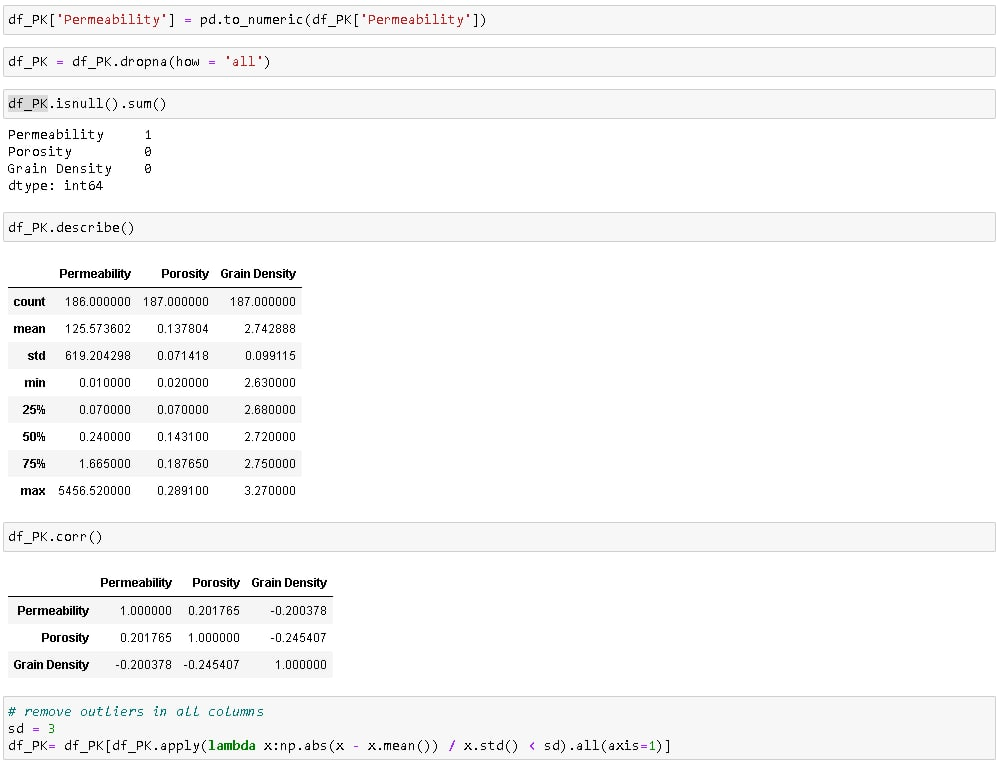 df_PK['Permeability'] = pd.to_numeric(df_PK['Permeability'])
df_PK = df_PK.dropna(how = 'all')
df_PK.isnull().sum()
Permeability 1
Porosity 0
Grain Density 0
dtype: int64
df_PK.describe()
Permeability Porosity Grain Density
count 186.000000 187.000000 187.000000
mean 125.573602 0.137804 2.742888
std 619.204298 0.071418 0.099115
min 0.010000 0.020000 2.630000
25% 0.070000 0.070000 2.680000
50% 0.240000 0.143100 2.720000
75% 1.665000 0.187650 2.750000
max 5456.520000 0.289100 3.270000
df_PK.corr()
Permeability Porosity Grain Density
Permeability 1.000000 0.201765 -0.200378
Porosity 0.201765 1.000000 -0.245407
Grain Density -0.200378 -0.245407 1.000000
# remove outliers in all columns
sd = 3
df_PK= df_PK[df_PK.apply(lambda x:np.abs(x - x.mean()) / x.std() < sd).all(axis=1)]